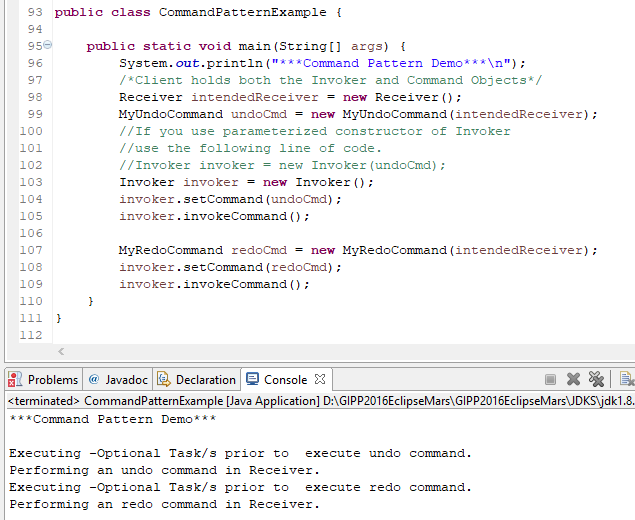 93 public class CommandPatternExample {
94
95 public static void main(String[] args) {
96 System.out.println("***Command Pattern Demo***\n");
97 /*Client holds both the Invoker and Command Objects*/
98 Receiver intendedReceiver = new Receiver();
99 MyUndoCommand undoCmd = new MyUndoCommand(intendedReceiver);
100 //If you use parameterized constructor of Invoker
101 //use the following line of code.
102 //Invoker invoker = new Invoker(undoCmd);
103 Invoker invoker = new Invoker();
104 invoker.setCommand(undoCmd);
105 invoker.invokeCommand();
106
107 MyRedoCommand redoCmd = new MyRedoCommand(intendedReceiver);
108 invoker.setCommand(redoCmd);
109 invoker.invokeCommand();
110 }
111 }
112
Problems @ Javadoc Declaration Console
<terminated> CommandPatternExample [Java Application] D:\GIPP2016EclipseMars\GIPP2016EclipseMars\JDKS\jdk1.8.
***Command Pattern Demo***

Executing -Optional Task/s prior to  execute undo command.
Performing an undo command in Receiver.
Executing -Optional Task/s prior to  execute redo command.
Performing an redo command in Receiver.